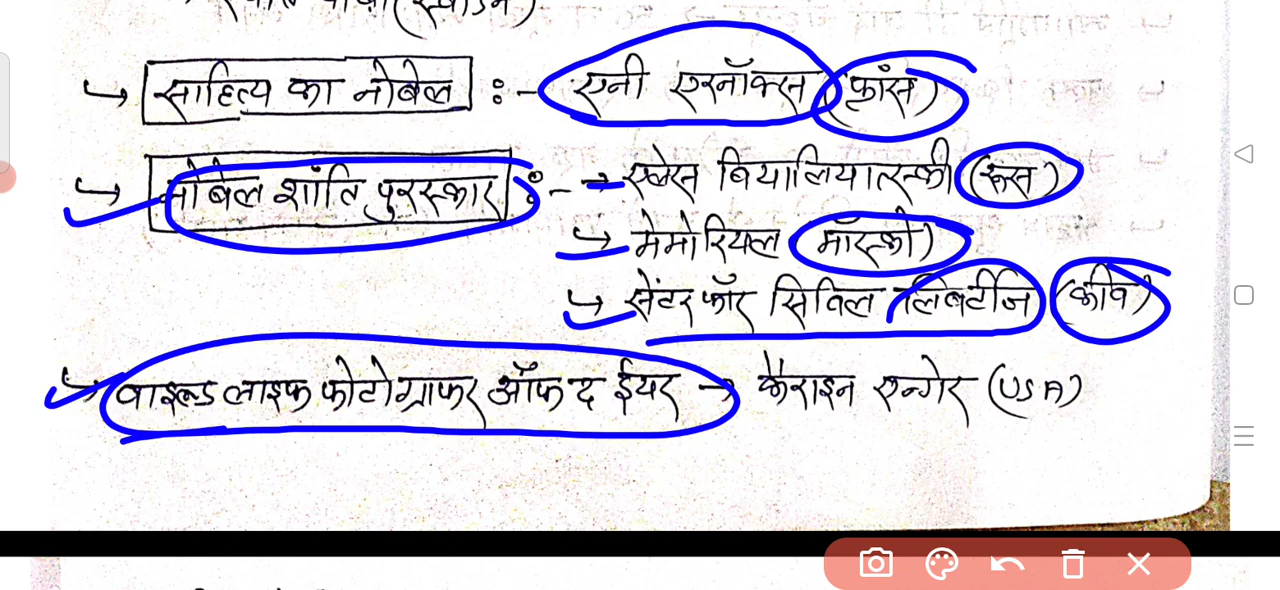 ↳ साहित्य का नोबेल :- एनी एरनॉक्स (फ्रांस)
↳ नोबेल शांति पुरस्कार :- → एलेस बियालियात्स्की (रूस)
↳ मेमोरियल (मॉस्को)
↳ सेंटर फॉर सिविल लिबर्टीज (कीव)
↳ वाइल्ड लाइफ फोटोग्राफर ऑफ द ईयर → कैराइन एग्नेर (USA)